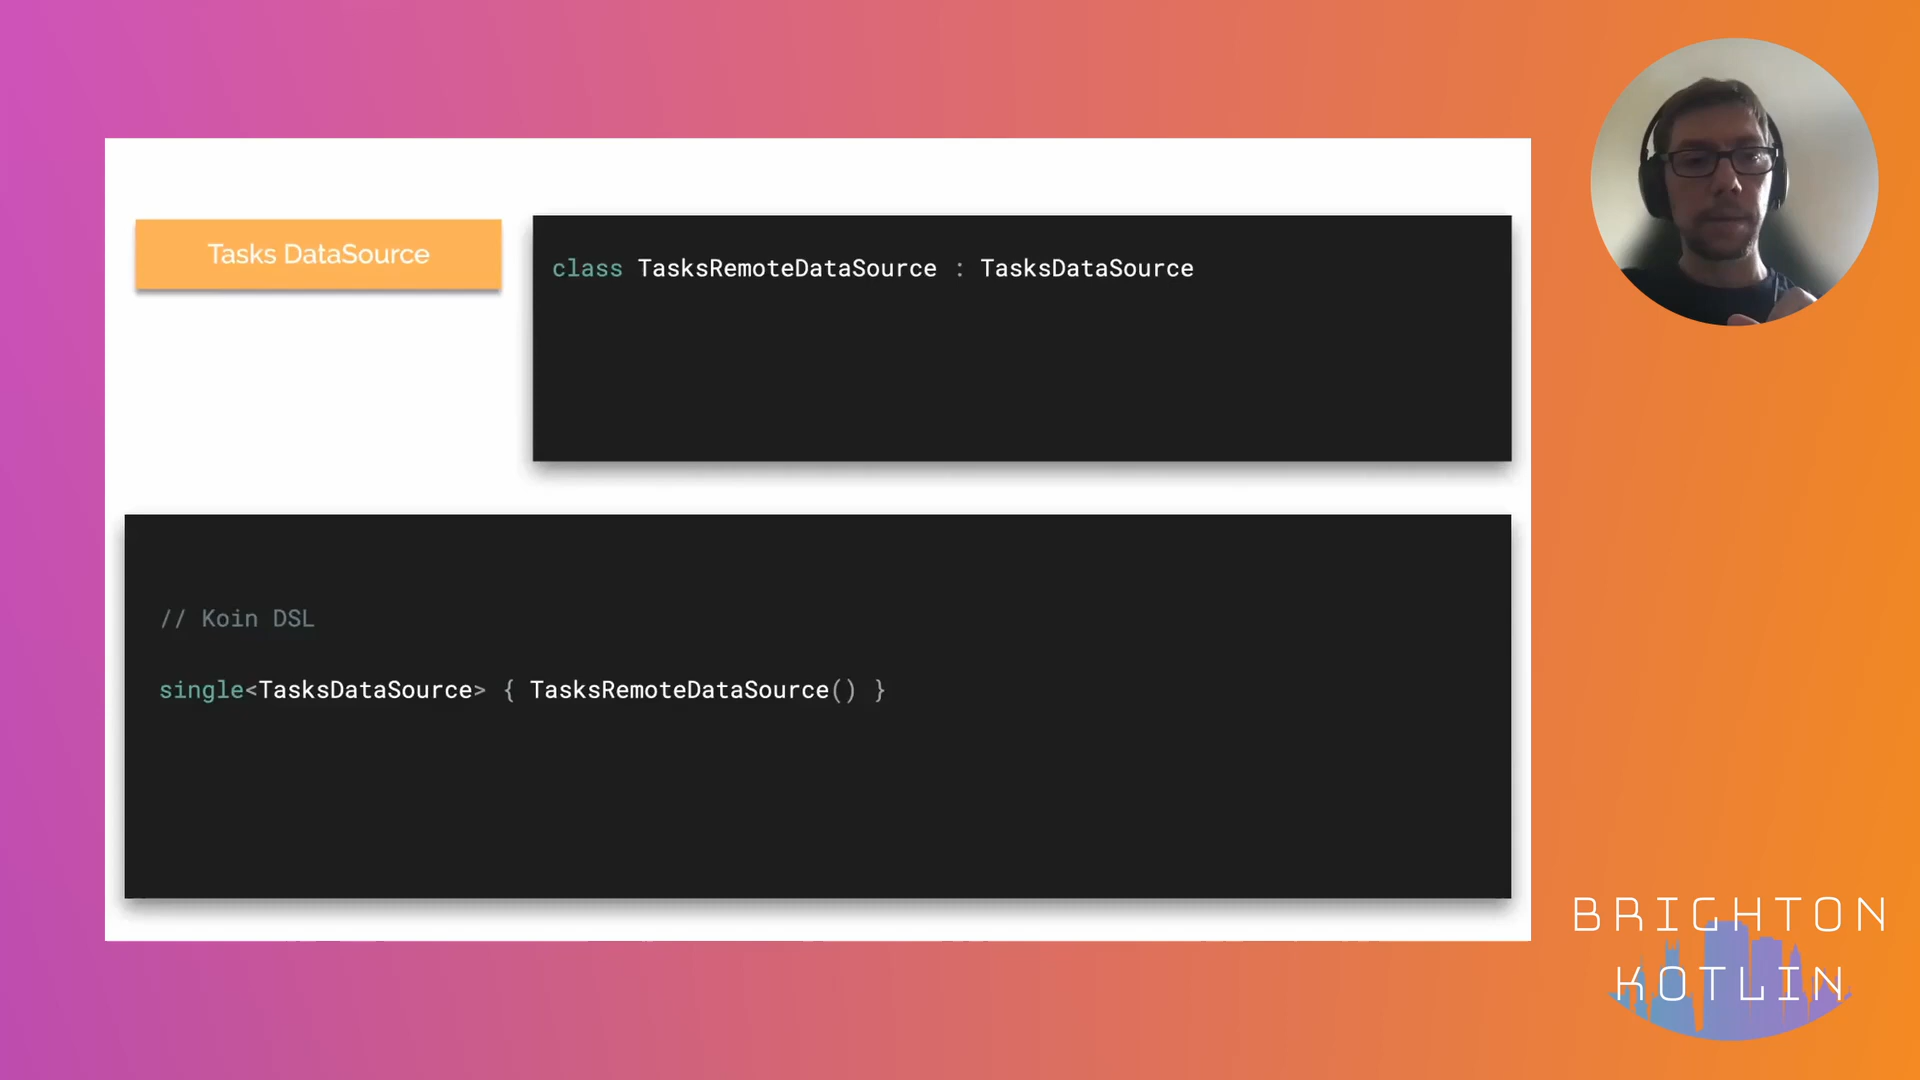 Tasks DataSource
class TasksRemoteDataSource : TasksDataSource
// Koin DSL
single<TasksDataSource> { TasksRemoteDataSource() }
BRIGHTON
KOTLIN